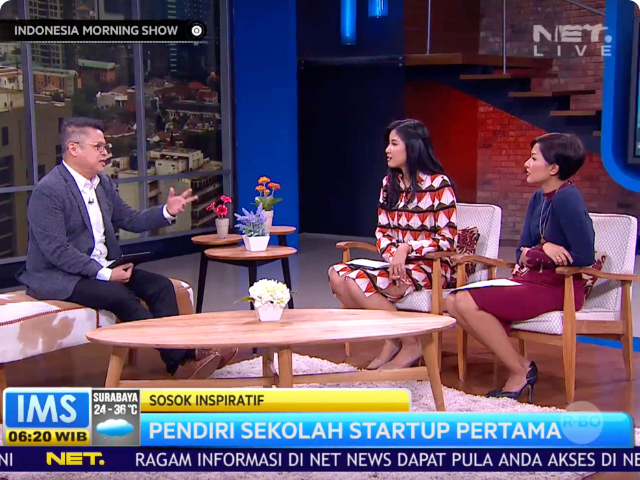 INDONESIA MORNING SHOW
NET.
LIVE
IMS
06:20 WIB
SURABAYA
24 - 36°C
SOSOK INSPIRATIF
PENDIRI SEKOLAH STARTUP PERTAMA
NET.
RAGAM INFORMASI DI NET NEWS DAPAT PULA ANDA AKSES DI NE